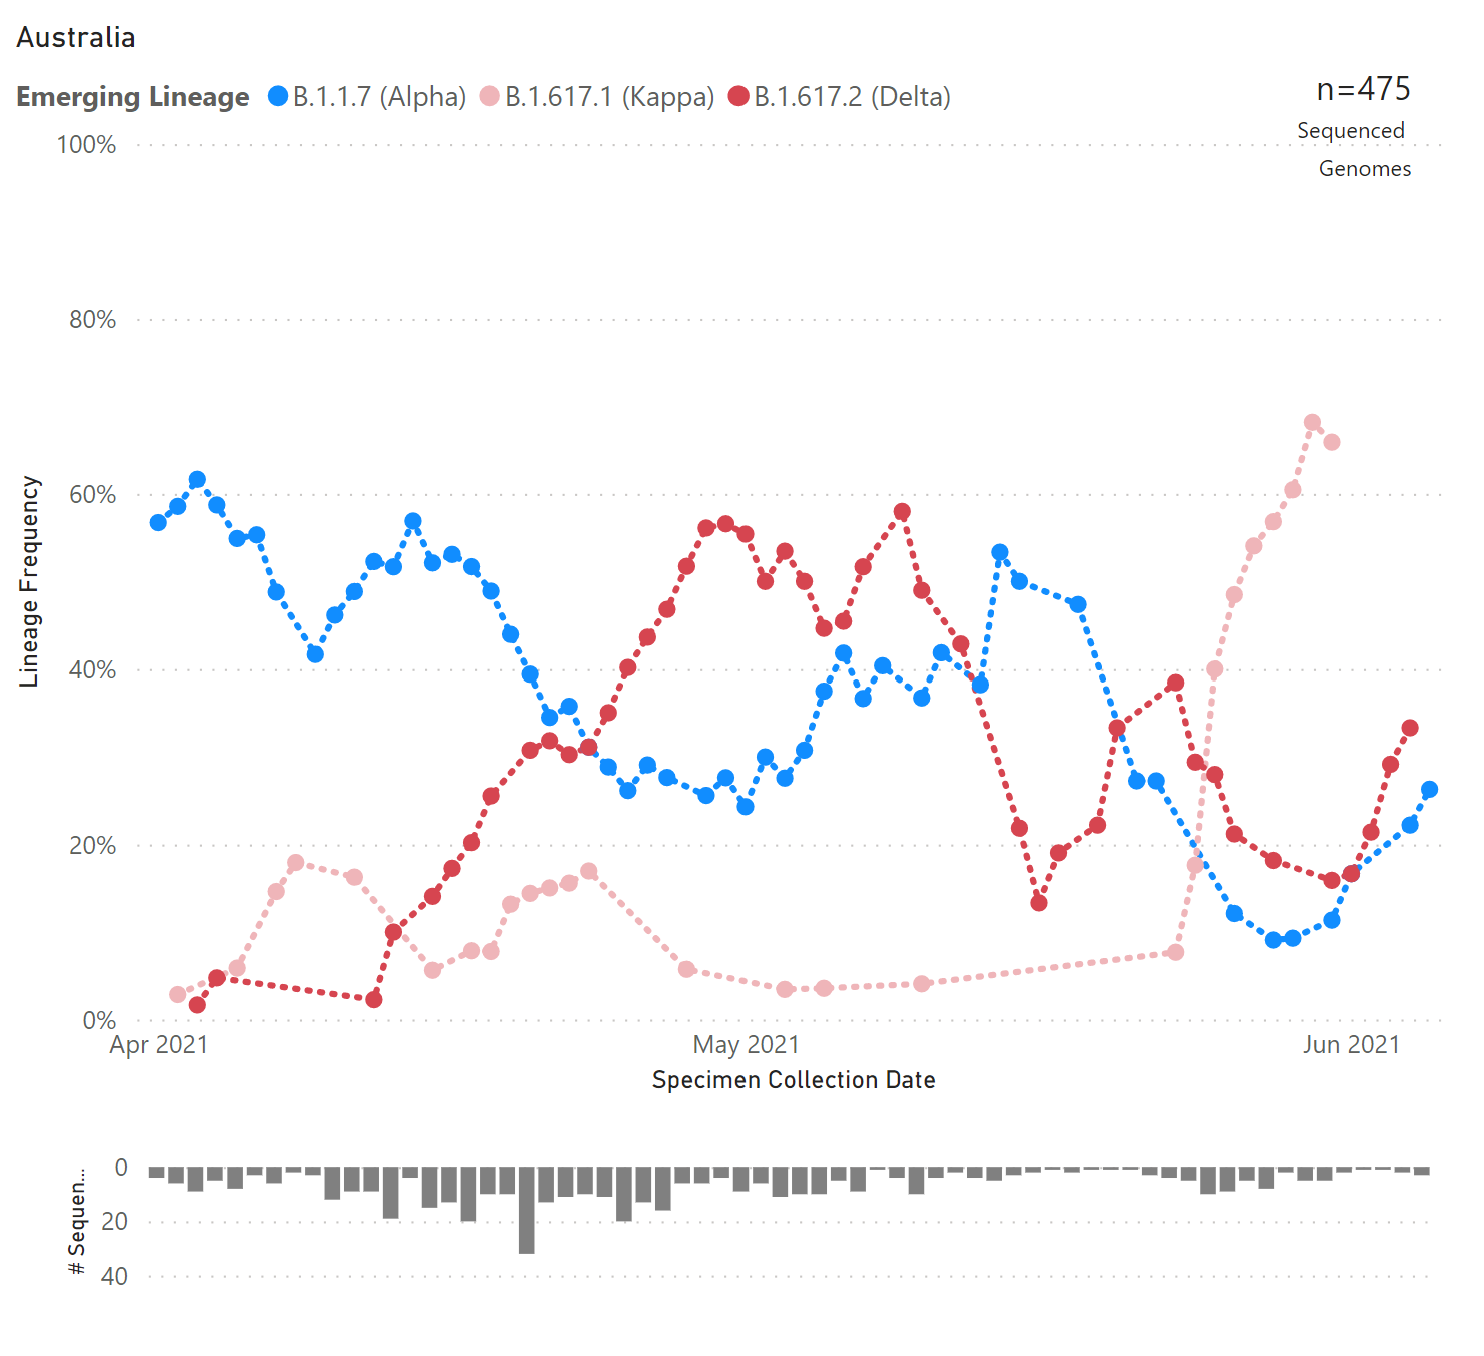 Australia
Emerging Lineage B.1.1.7 (Alpha) B.1.617.1 (Kappa) B.1.617.2 (Delta)
n=475
Sequenced
Genomes
100%
80%
60%
40%
20%
0%
Lineage Frequency
Apr 2021 May 2021 Jun 2021
Specimen Collection Date
# Sequen...
0
20
40